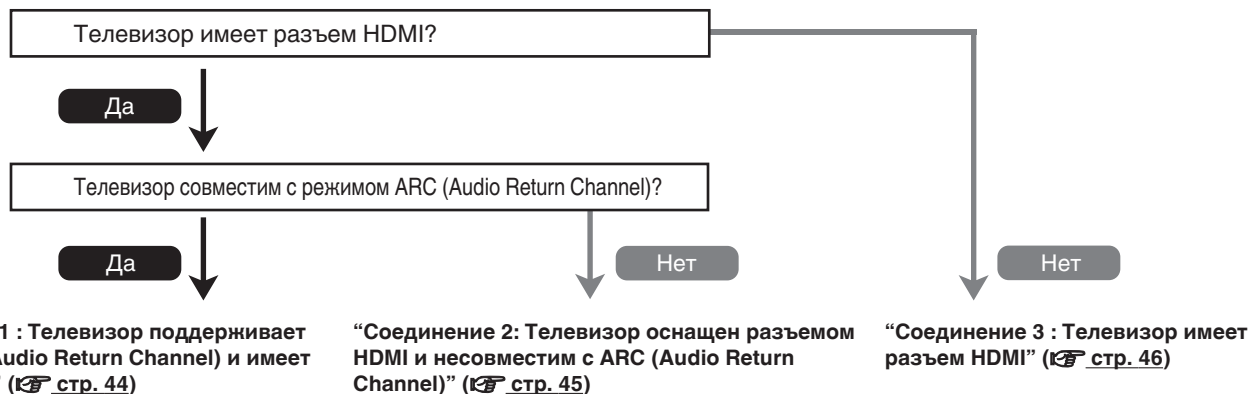 Телевизор имеет разъем HDMI?
Да
Телевизор совместим с режимом ARC (Audio Return Channel)?
Да
Нет
Нет
1 : Телевизор поддерживает
Audio Return Channel) и имеет
” (☞ стр. 44)
“Соединение 2: Телевизор оснащен разъемом
HDMI и несовместим с ARC (Audio Return
Channel)” (☞ стр. 45)
“Соединение 3 : Телевизор имеет
разъем HDMI” (☞ стр. 46)